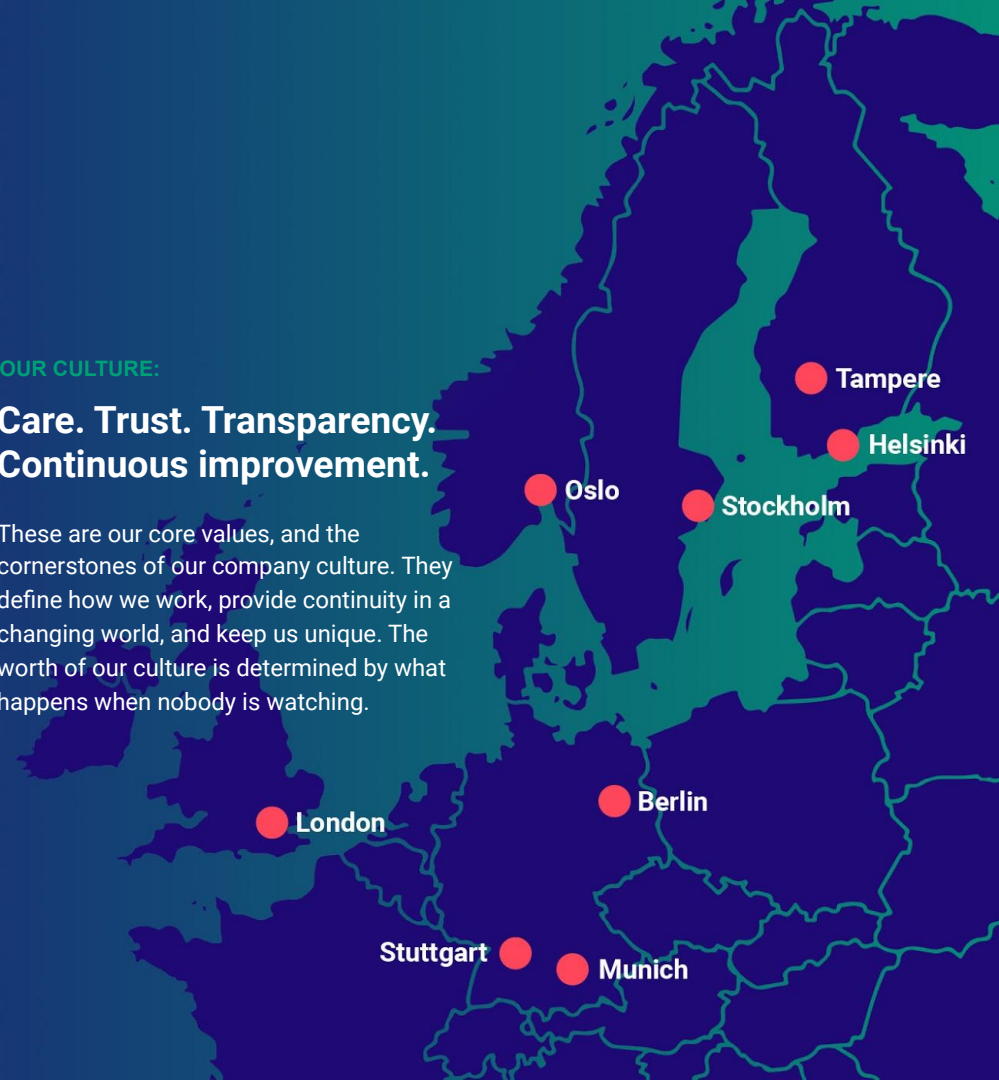 OUR CULTURE:
Care. Trust. Transparency.
Continuous improvement.
These are our core values, and the
cornerstones of our company culture. They
define how we work, provide continuity in a
changing world, and keep us unique. The
worth of our culture is determined by what
happens when nobody is watching.
Tampere
Helsinki
Oslo
Stockholm
Berlin
London
Stuttgart
Munich